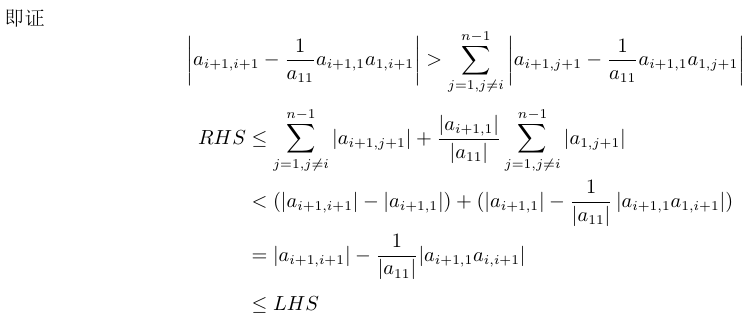 即证
$$\left|a_{i+1,i+1} - \frac{1}{a_{11}}a_{i+1,1}a_{1,i+1}\right| > \sum_{j=1,j\neq i}^{n-1}\left|a_{i+1,j+1} - \frac{1}{a_{11}}a_{i+1,1}a_{1,j+1}\right|$$
$$RHS \leq \sum_{j=1,j\neq i}^{n-1}|a_{i+1,j+1}| + \frac{|a_{i+1,1}|}{|a_{11}|}\sum_{j=1,j\neq i}^{n-1}|a_{1,j+1}|$$
$$< (|a_{i+1,i+1}| - |a_{i+1,1}|) + (|a_{i+1,1}| - \frac{1}{|a_{11}|}|a_{i+1,1}a_{1,i+1}|)$$
$$= |a_{i+1,i+1}| - \frac{1}{|a_{11}|}|a_{i+1,1}a_{i,i+1}|$$
$$\leq LHS$$